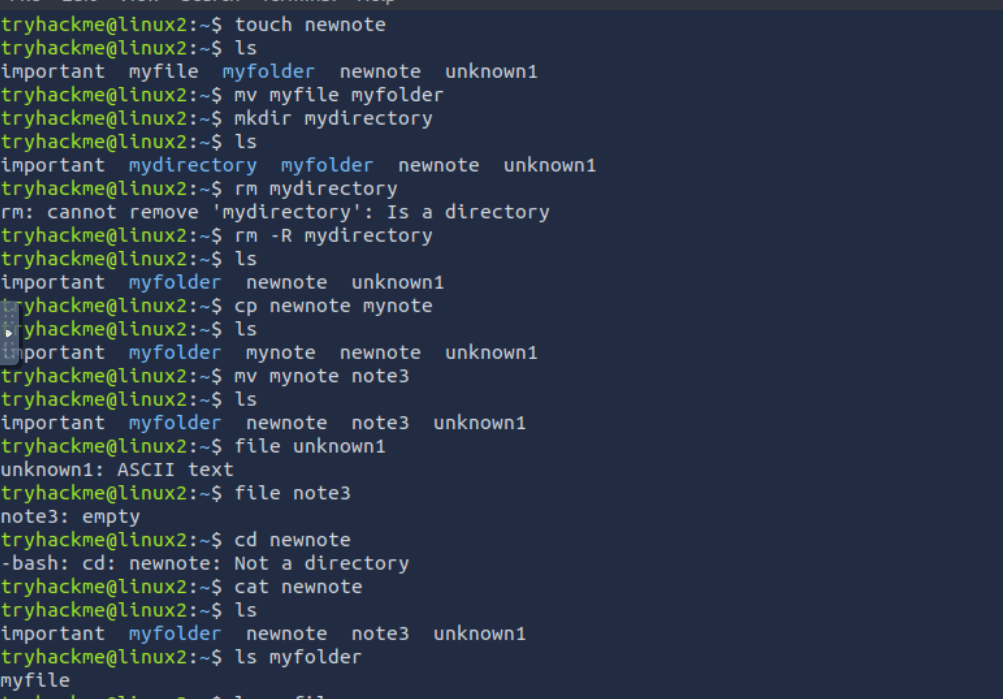 tryhackme@linux2:~$ touch newnote
tryhackme@linux2:~$ ls
important  myfile  myfolder  newnote  unknown1
tryhackme@linux2:~$ mv myfile myfolder
tryhackme@linux2:~$ mkdir mydirectory
tryhackme@linux2:~$ ls
important  mydirectory  myfolder  newnote  unknown1
tryhackme@linux2:~$ rm mydirectory
rm: cannot remove 'mydirectory': Is a directory
tryhackme@linux2:~$ rm -R mydirectory
tryhackme@linux2:~$ ls
important  myfolder  newnote  unknown1
tryhackme@linux2:~$ cp newnote mynote
tryhackme@linux2:~$ ls
important  myfolder  mynote  newnote  unknown1
tryhackme@linux2:~$ mv mynote note3
tryhackme@linux2:~$ ls
important  myfolder  newnote  note3  unknown1
tryhackme@linux2:~$ file unknown1
unknown1: ASCII text
tryhackme@linux2:~$ file note3
note3: empty
tryhackme@linux2:~$ cd newnote
-bash: cd: newnote: Not a directory
tryhackme@linux2:~$ cat newnote
tryhackme@linux2:~$ ls
important  myfolder  newnote  note3  unknown1
tryhackme@linux2:~$ ls myfolder
myfile